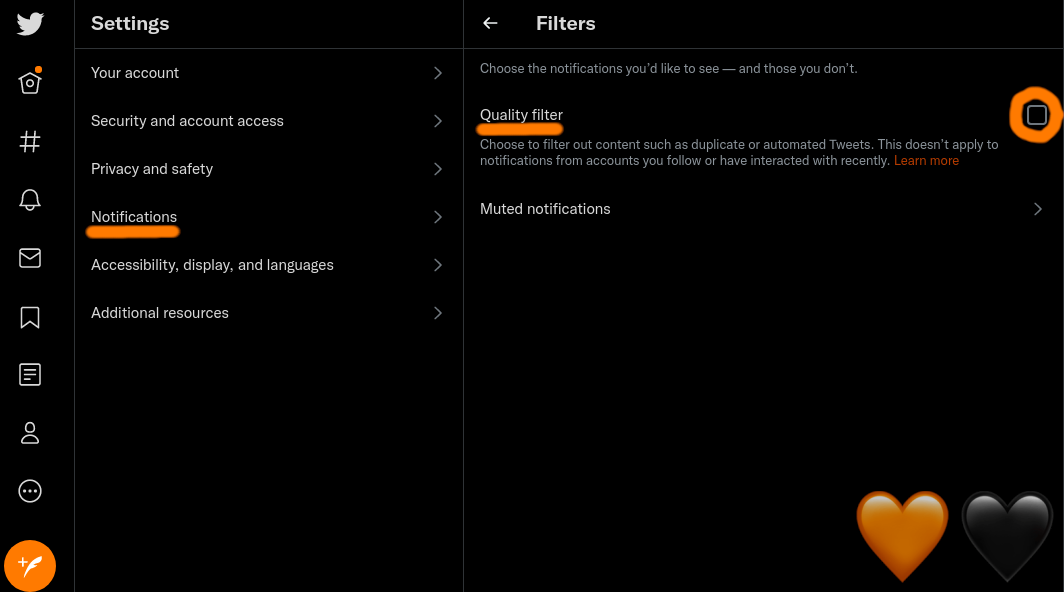 Settings
Your account
Security and account access
Privacy and safety
Notifications
Accessibility, display, and languages
Additional resources
Filters
Choose the notifications you’d like to see — and those you don’t.
Quality filter
Choose to filter out content such as duplicate or automated Tweets. This doesn’t apply to
notifications from accounts you follow or have interacted with recently. Learn more
Muted notifications